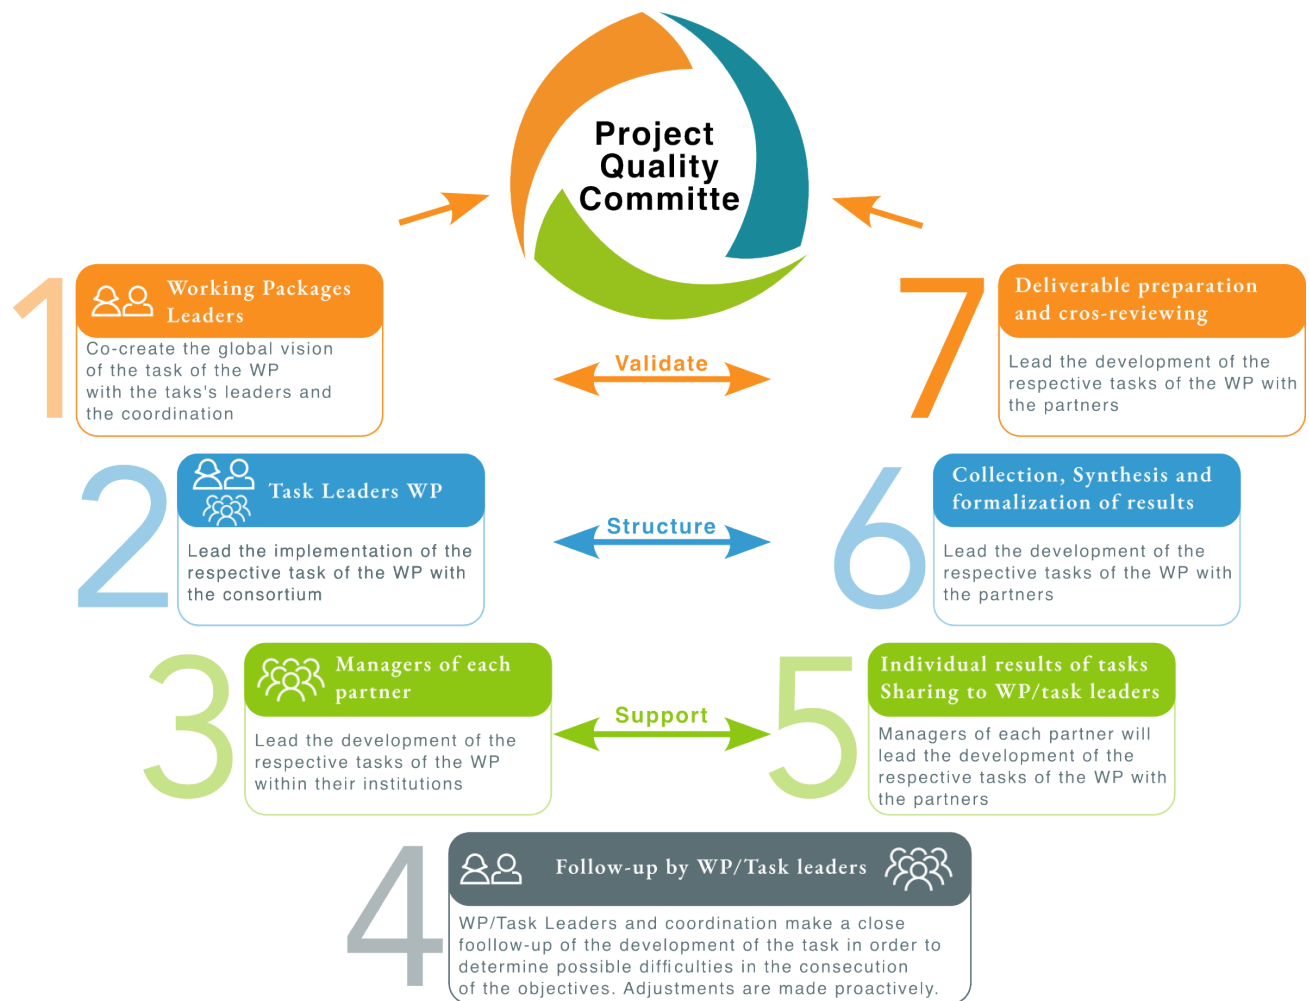 Project
Quality
Committe
1
Working Packages
Leaders
Co-create the global vision
of the task of the WP
with the taks's leaders and
the coordination
Validate
7
Deliverable preparation
and cros-reviewing
Lead the development of the
respective tasks of the WP with
the partners
2
Task Leaders WP
Lead the implementation of the
respective task of the WP with
the consortium
Structure
6
Collection, Synthesis and
formalization of results
Lead the development of the
respective tasks of the WP with
the partners
3
Managers of each
partner
Lead the development of the
respective tasks of the WP
within their institutions
Support
5
Individual results of tasks
Sharing to WP/task leaders
Managers of each partner will
lead the development of the
respective tasks of the WP with
the partners
4
Follow-up by WP/Task leaders
WP/Task Leaders and coordination make a close
foollow-up of the development of the task in order to
determine possible difficulties in the consecution
of the objectives. Adjustments are made proactively.